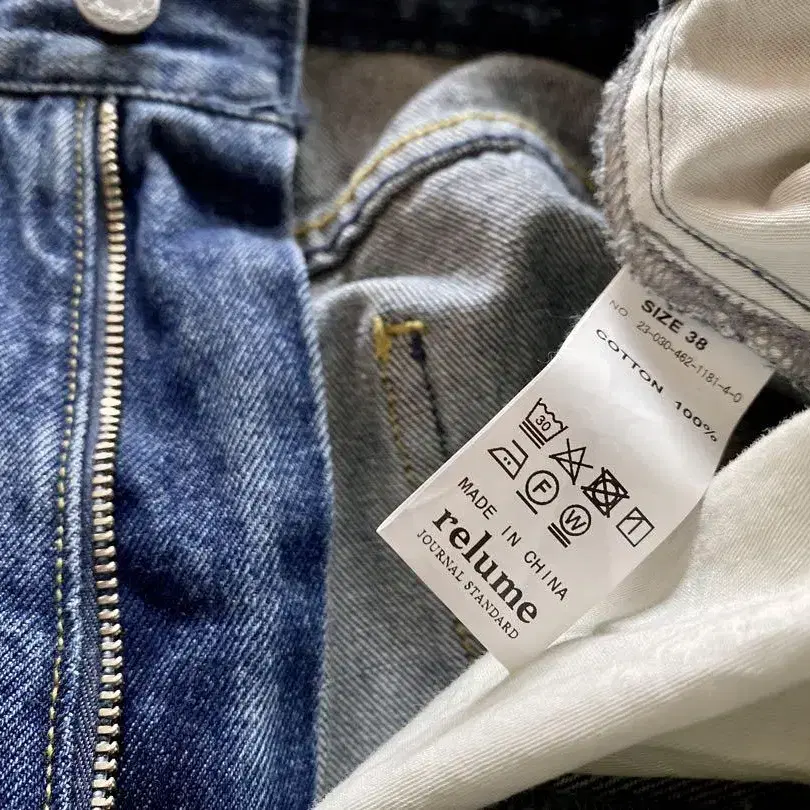 SIZE 38
NO. 23-030-462-1181-4-0
COTTON 100%
30
F
W
MADE IN CHINA
relume
JOURNAL STANDARD